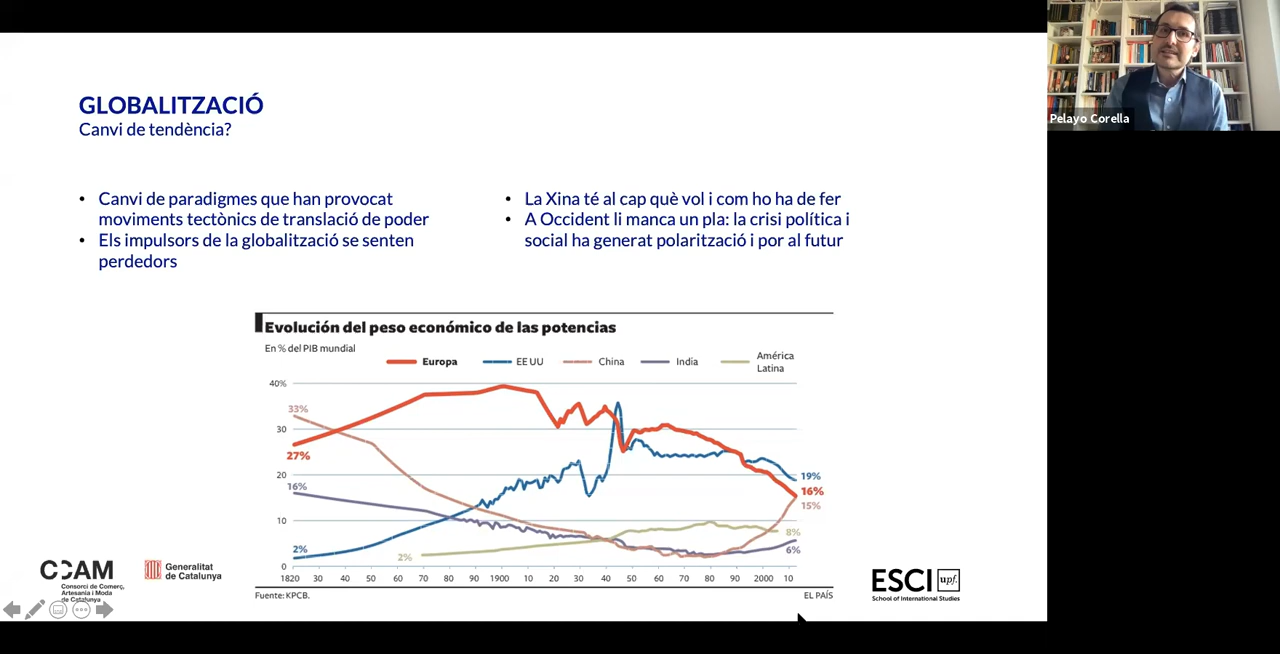 Pelayo Corella
GLOBALITZACIÓ
Canvi de tendència?
• Canvi de paradigmes que han provocat
moviments tectònics de translació de poder
• Els impulsors de la globalització se senten
perdedors
• La Xina té al cap què vol i com ho ha de fer
• A Occident li manca un pla: la crisi política i
social ha generat polarització i por al futur
Evolución del peso económico de las potencias
En % del PIB mundial
Europa
EE UU
China
India
América
Latina
40%
30
20
10
0
33%
27%
16%
2%
2%
19%
16%
15%
8%
6%
1820 30 40 50 60 70 80 90 1900 10 20 30 40 50 60 70 80 90 2000 10
Fuente: KPCB.
EL PAÍS
CCAM
Consorci de Comerç,
Artesania i Moda
de Catalunya
Generalitat
de Catalunya
ESCI upf.
School of International Studies